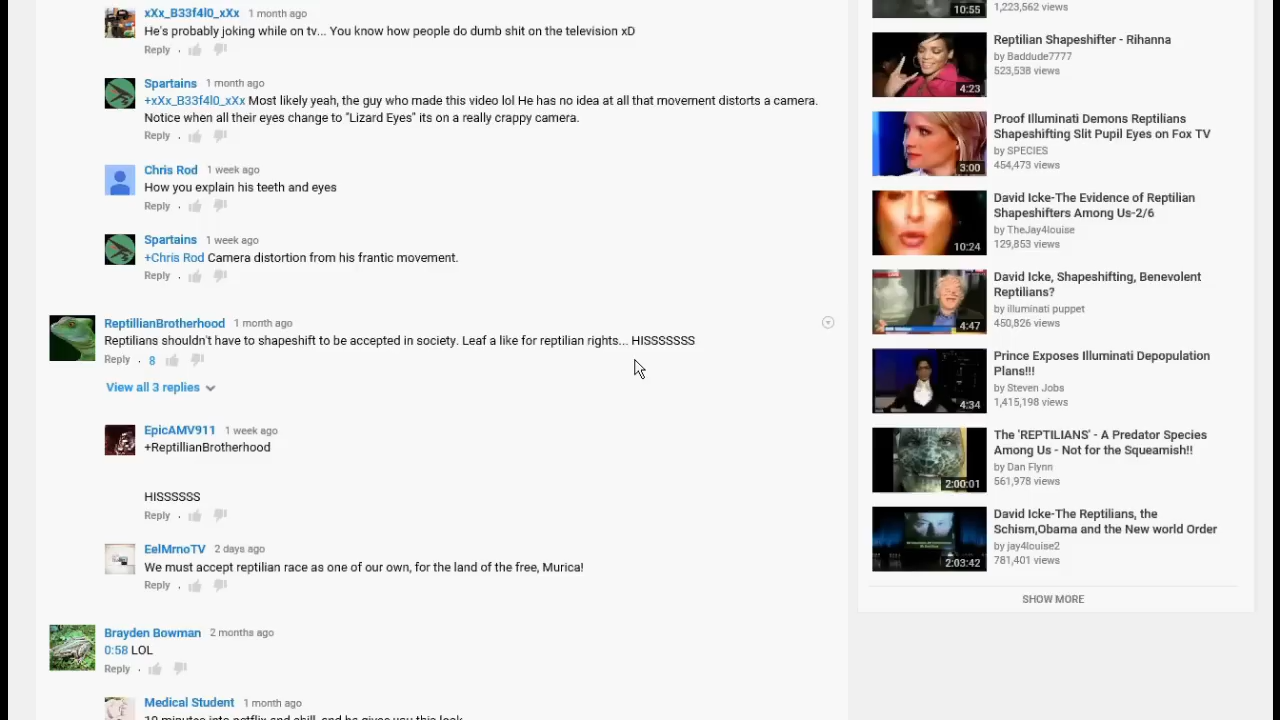 xXx_B33f4l0_xXx 1 month ago
He's probably joking while on tv... You know how people do dumb shit on the television xD
Reply
Spartains 1 month ago
+xXx_B33f4l0_xXx Most likely yeah, the guy who made this video lol He has no idea at all that movement distorts a camera.
Notice when all their eyes change to "Lizard Eyes" its on a really crappy camera.
Reply
Chris Rod 1 week ago
How you explain his teeth and eyes
Reply
Spartains 1 week ago
+Chris Rod Camera distortion from his frantic movement.
Reply
ReptillianBrotherhood 1 month ago
Reptilians shouldn't have to shapeshift to be accepted in society. Leaf a like for reptilian rights... HISSSSSSS
Reply · 8
View all 3 replies
EpicAMV911 1 week ago
+ReptillianBrotherhood
HISSSSSS
Reply
EelMrnoTV 2 days ago
We must accept reptilian race as one of our own, for the land of the free, Murica!
Reply
Brayden Bowman 2 months ago
0:58 LOL
Reply
Medical Student 1 month ago
10 minutes into netflix and chill, and he gives you this look
10:55
1,223,562 views
Reptilian Shapeshifter - Rihanna
by Baddude7777
523,538 views
4:23
Proof Illuminati Demons Reptilians
Shapeshifting Slit Pupil Eyes on Fox TV
by SPECIES
454,473 views
3:00
David Icke-The Evidence of Reptilian
Shapeshifters Among Us-2/6
by TheJay4louise
129,853 views
10:24
David Icke, Shapeshifting, Benevolent
Reptilians?
by illuminati puppet
450,826 views
4:47
Prince Exposes Illuminati Depopulation
Plans!!!
by Steven Jobs
1,415,198 views
4:34
The 'REPTILIANS' - A Predator Species
Among Us - Not for the Squeamish!!
by Dan Flynn
561,978 views
2:00:01
David Icke-The Reptilians, the
Schism,Obama and the New world Order
by jay4louise2
781,401 views
2:03:42
SHOW MORE